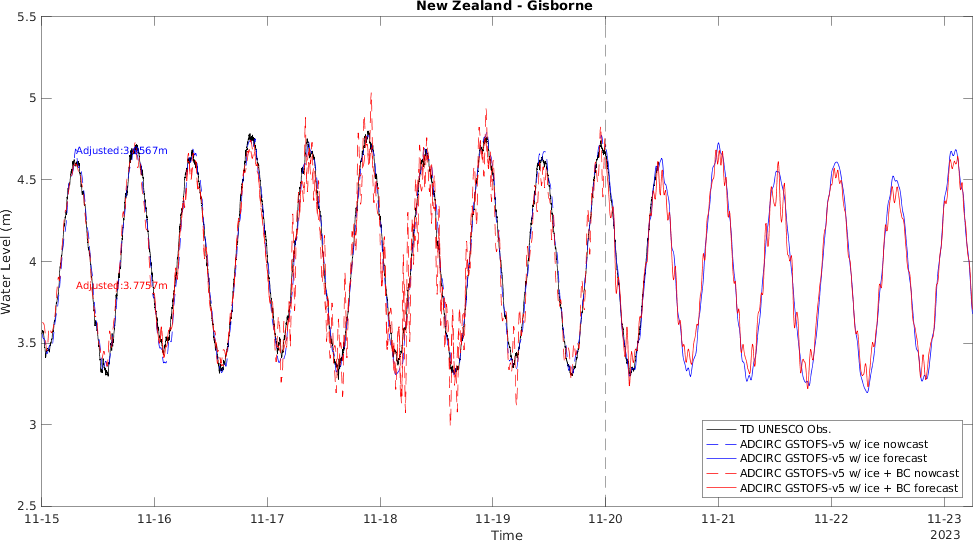 New Zealand - Gisborne
5.5
5
4.5
4
3.5
3
2.5
Water Level (m)
Adjusted:3.7757m
TD UNESCO Obs.
ADCIRC GSTOFS-v5 w/ ice nowcast
ADCIRC GSTOFS-v5 w/ ice forecast
ADCIRC GSTOFS-v5 w/ ice + BC nowcast
ADCIRC GSTOFS-v5 w/ ice + BC forecast
11-15
11-16
11-17
11-18
11-19
11-20
11-21
11-22
11-23
Time
2023